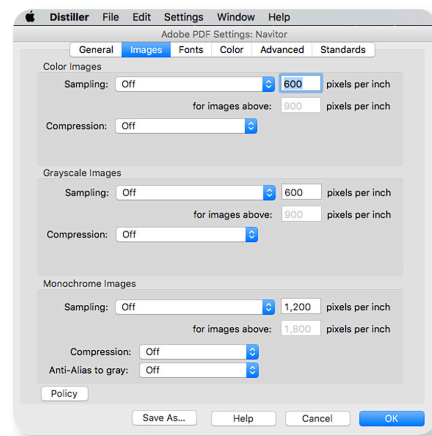 Distiller File Edit Settings Window Help
Adobe PDF Settings: Navitor
General Images Fonts Color Advanced Standards
Color Images
Sampling: Off 600 pixels per inch
for images above: 900 pixels per inch
Compression: Off
Grayscale Images
Sampling: Off 600 pixels per inch
for images above: 900 pixels per inch
Compression: Off
Monochrome Images
Sampling: Off 1,200 pixels per inch
for images above: 1,800 pixels per inch
Compression: Off
Anti-Alias to gray: Off
Policy
Save As... Help Cancel OK